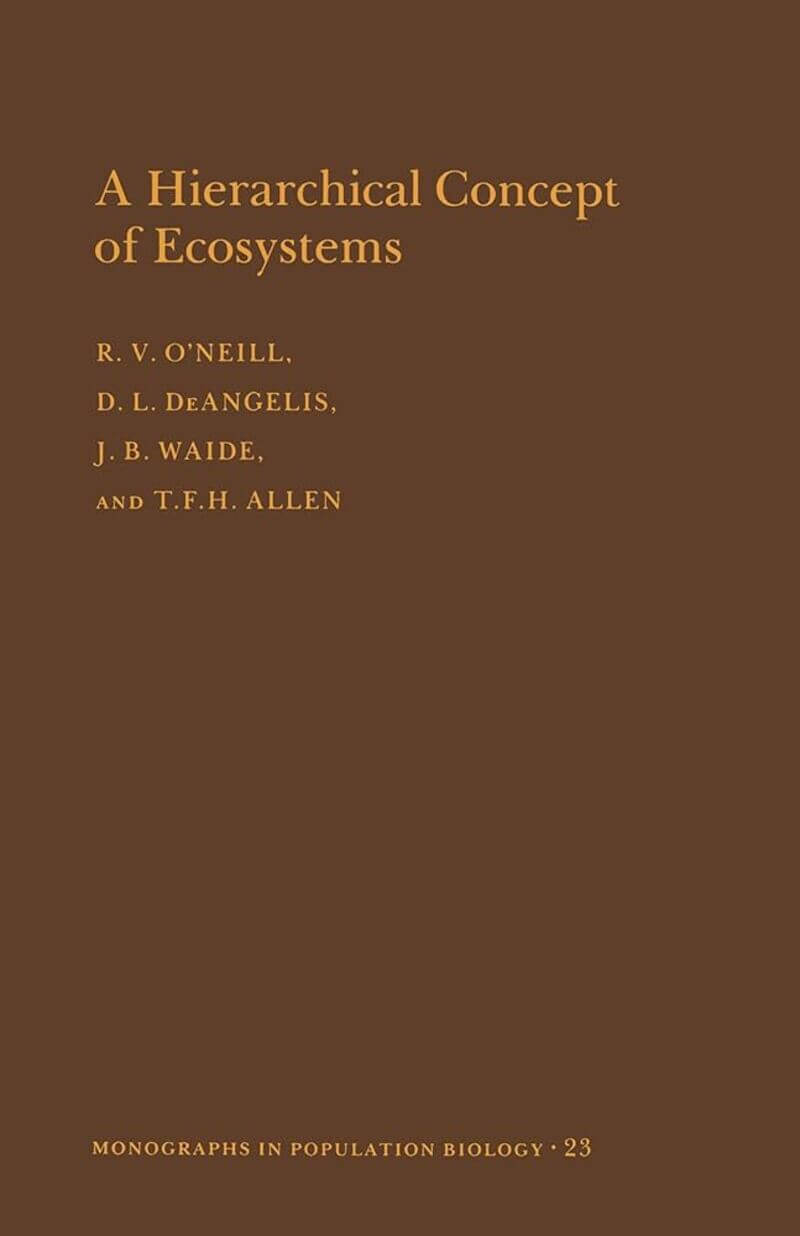 A Hierarchical Concept
of Ecosystems
R. V. O'NEILL,
D. L. DeANGELIS,
J. B. WAIDE,
AND T.F.H. ALLEN
MONOGRAPHS IN POPULATION BIOLOGY · 23